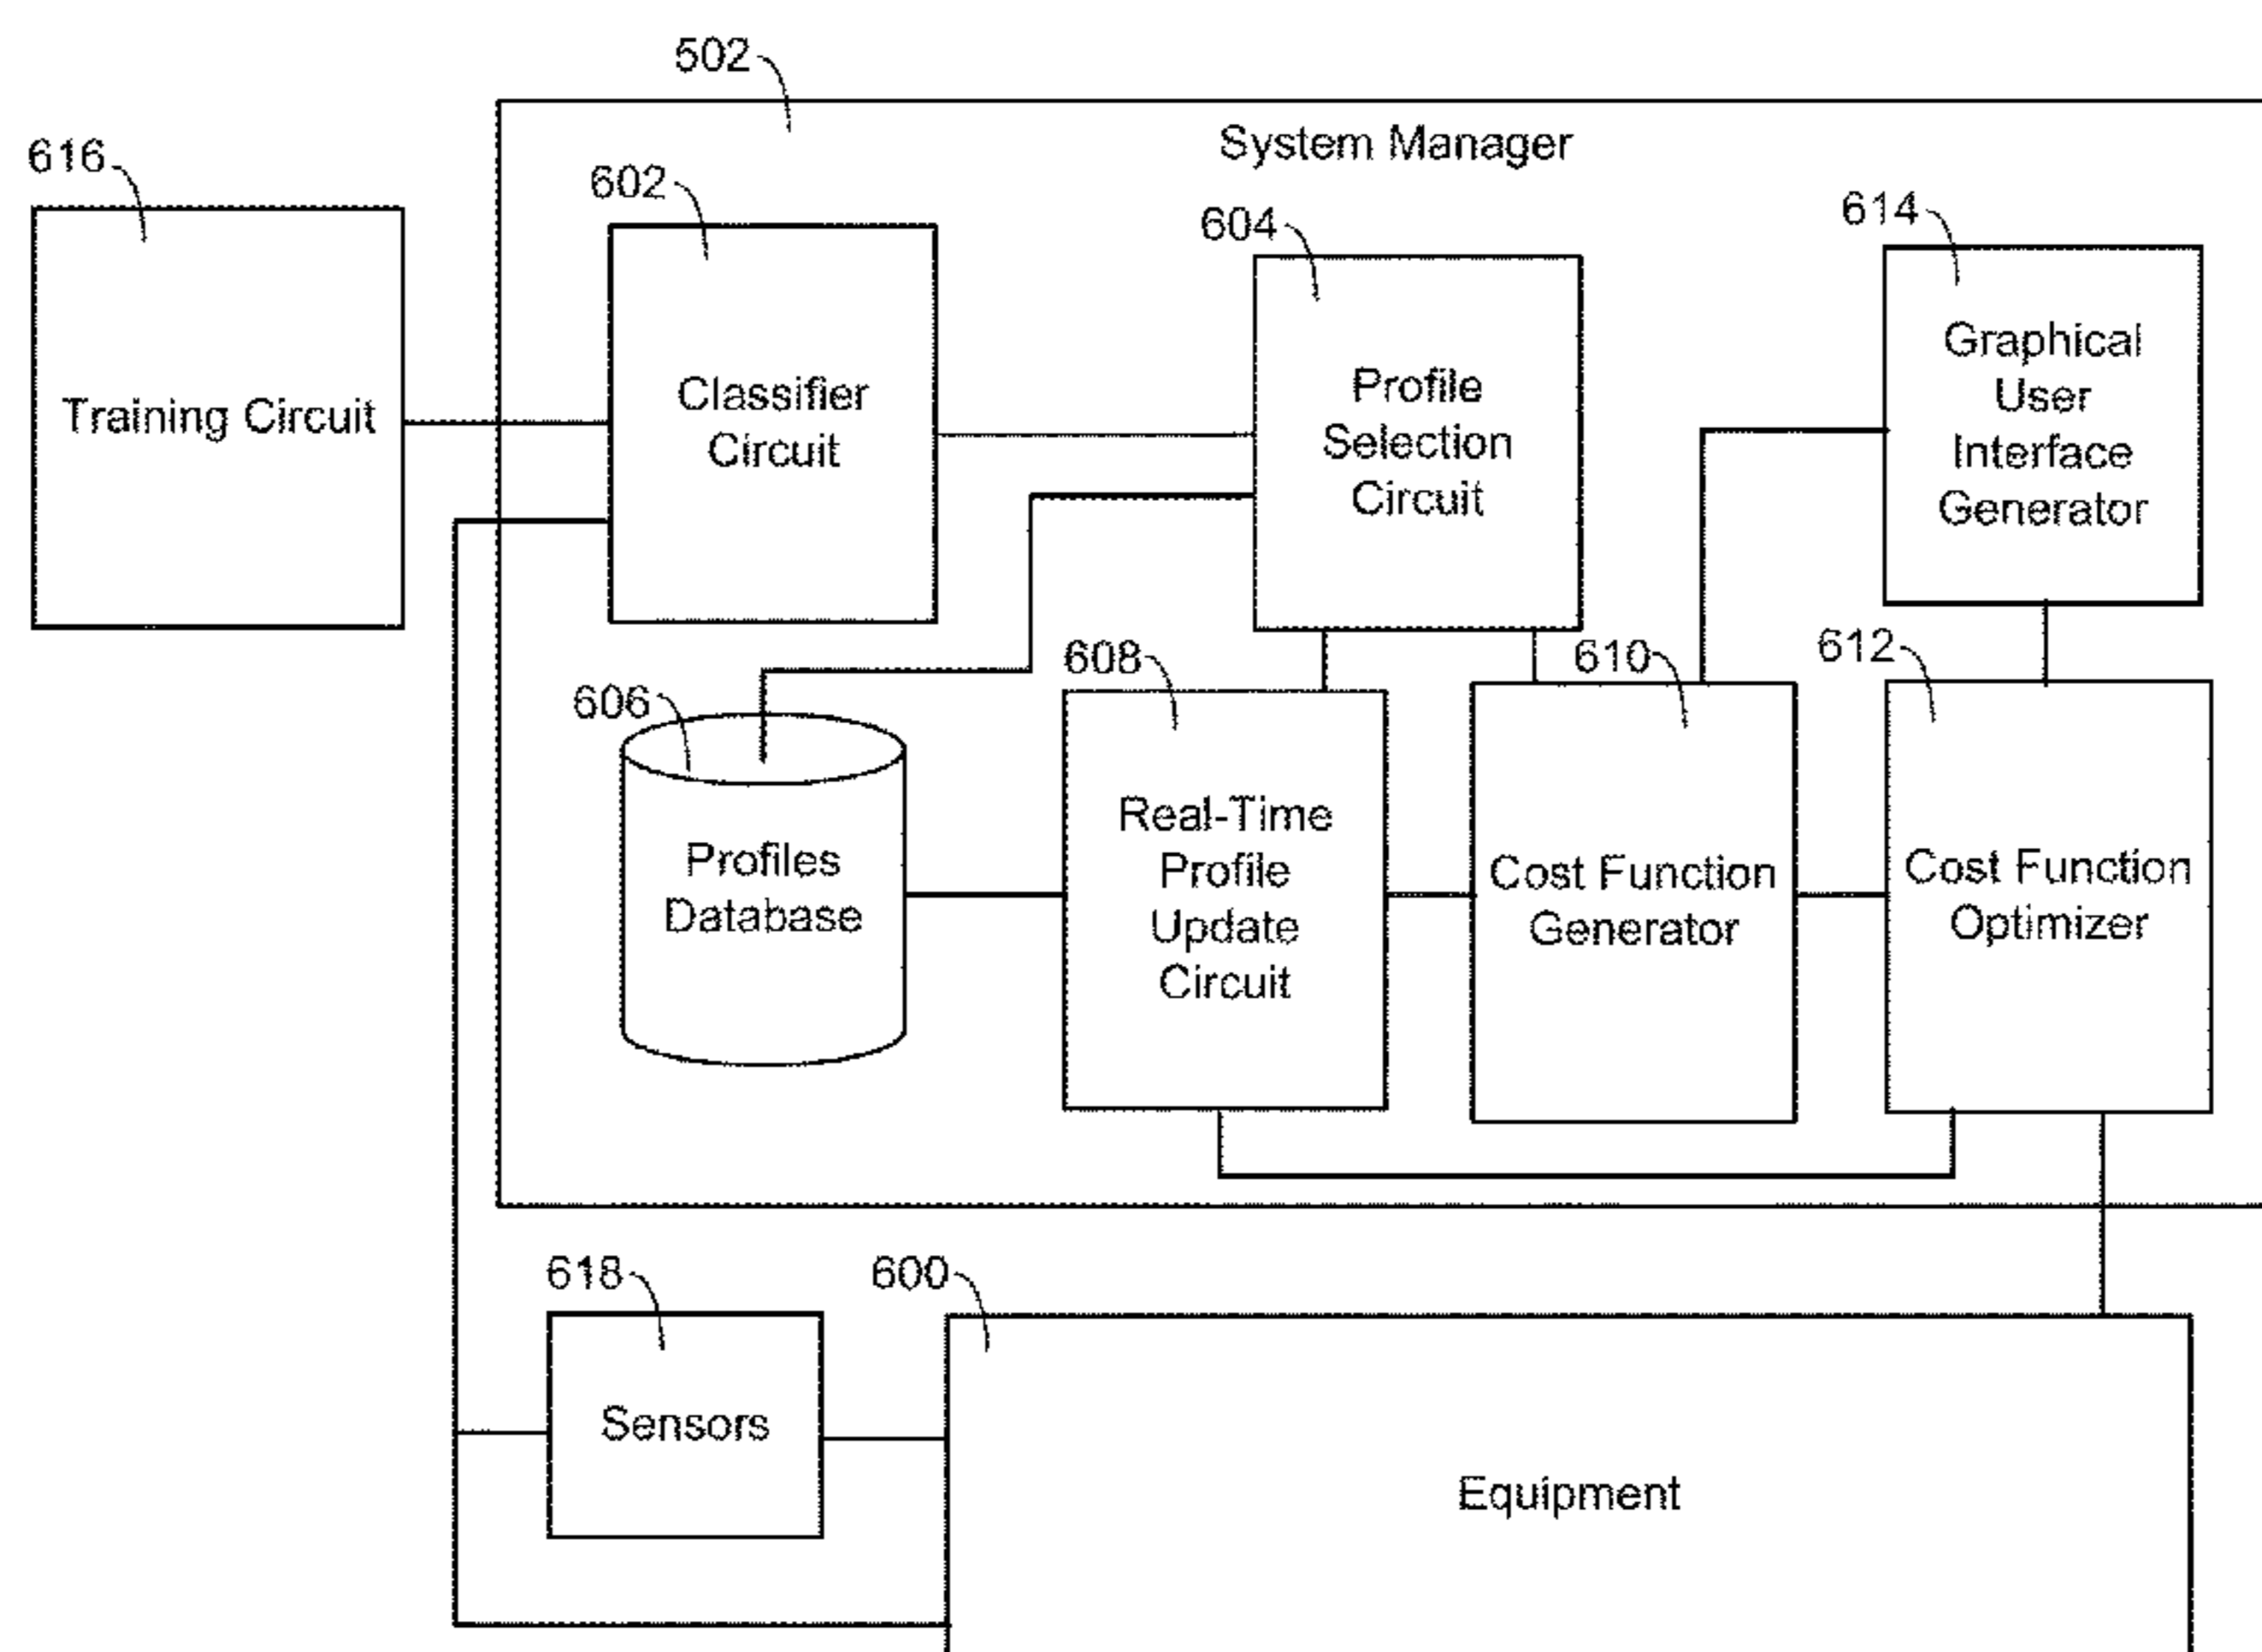 502
System Manager
616
Training Circuit
602
Classifier
Circuit
604
Profile
Selection
Circuit
614
Graphical
User
Interface
Generator
606
Profiles
Database
608
Real-Time
Profile
Update
Circuit
610
Cost Function
Generator
612
Cost Function
Optimizer
618
Sensors
600
Equipment